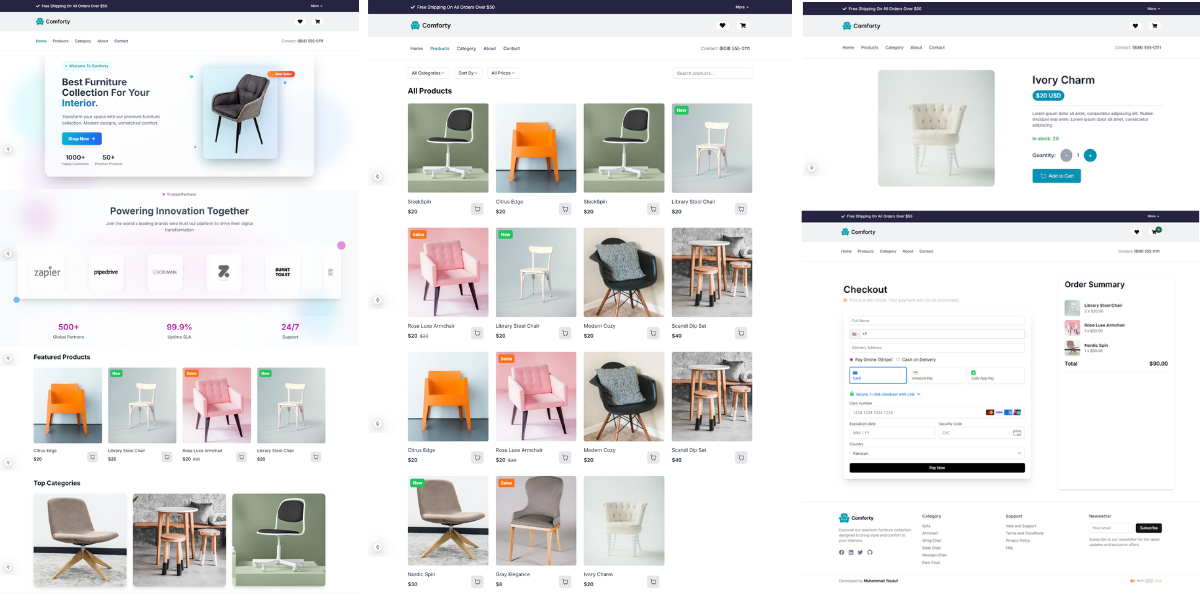 Free Shipping On All Orders Over $50
More
Comforty
Home Products Category About Contact
Contact: (808) 555-0111
Welcome To Comforty
Best Furniture
Collection For Your
Interior.
Transform your space with our premium furniture
collection. Modern designs, unmatched comfort.
Shop Now
1000+ 50+
Happy Customers Premium Products
Best Seller
Trusted Partners
Powering Innovation Together
Join the world's leading brands who trust our platform to drive their digital
transformation
zapier
pipedrive
BURNT
TOAST
500+ 99.9% 24/7
Global Partners Uptime SLA Support
Featured Products
New Sales New
Citrus Edge Library Stool Chair Rose Luxe Armchair Library Stool Chair
$20 $20 $20 $30 $20
Top Categories
Free Shipping On All Orders Over $50
More
Comforty
Home Products Category About Contact
Contact: (808) 555-0111
All Categories Sort By All Prices
Search products...
All Products
New
SleekSpin Citrus Edge SleekSpin Library Stool Chair
$20 $20 $20 $20
Sales New
Rose Luxe Armchair Library Stool Chair Modern Cozy Scandi Dip Set
$20 $30 $20 $20 $40
Sales
Citrus Edge Rose Luxe Armchair Modern Cozy Scandi Dip Set
$20 $20 $30 $20 $40
New Sales
Nordic Spin Gray Elegance Ivory Charm
$30 $8 $20
Free Shipping On All Orders Over $50
More
Comforty
Home Products Category About Contact
Contact: (808) 555-0111
Ivory Charm
$20 USD
Lorem ipsum dolor sit amet, consectetur adipiscing elit. Nullam
tincidunt erat enim. Lorem ipsum dolor sit amet, consectetur
adipiscing
In stock: 20
Quantity: - 1 +
Add to Cart
Free Shipping On All Orders Over $50
More
Comforty
Home Products Category About Contact
Contact: (808) 555-0111
Checkout
This is a demo store. Your payment will not be processed.
Full Name
+1
Delivery Address
Pay Online (Stripe) Cash on Delivery
Card Amazon Pay Cash App Pay
Secure, 1-click checkout with Link
Card number
1234 1234 1234 1234
Expiration date Security code
MM / YY CVC
Country
Pakistan
Pay Now
Order Summary
Library Stool Chair
2 x $20.00
Rose Luxe Armchair
1 x $20.00
Nordic Spin
1 x $30.00
Total $90.00
Comforty
Discover our premium furniture collection
designed to bring style and comfort to
your interiors.
Category
Sofa
Armchair
Wing Chair
Desk Chair
Wooden Chair
Park Chair
Support
Help and Support
Terms and Conditions
Privacy Policy
FAQ
Newsletter
Your email Subscribe
Subscribe to our newsletter for the latest
updates and exclusive offers.
Developed by Muhammad Yousuf